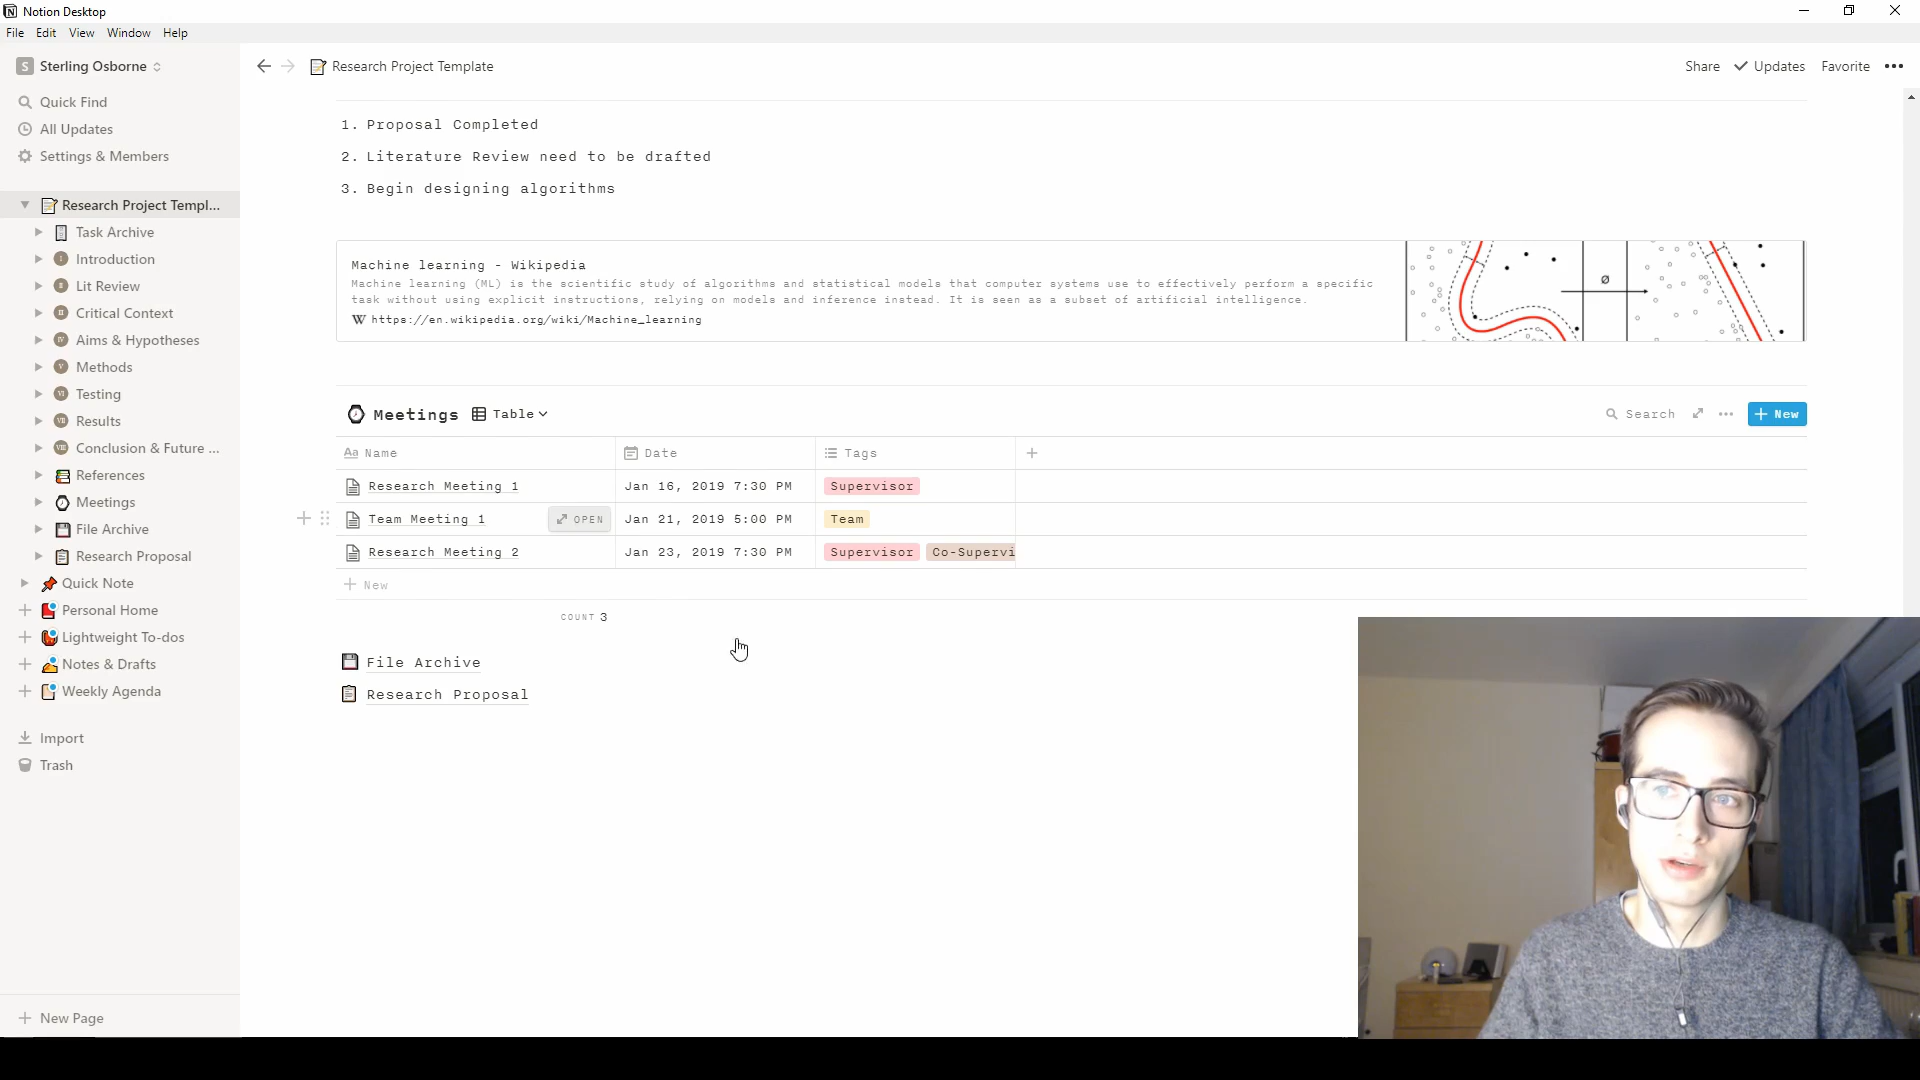 Notion Desktop
File Edit View Window Help
S Sterling Osborne
Research Project Template
Share Updates Favorite
Quick Find
All Updates
Settings & Members
Research Project Templ...
Task Archive
Introduction
Lit Review
Critical Context
Aims & Hypotheses
Methods
Testing
Results
Conclusion & Future ...
References
Meetings
File Archive
Research Proposal
Quick Note
Personal Home
Lightweight To-dos
Notes & Drafts
Weekly Agenda
Import
Trash
New Page
1. Proposal Completed
2. Literature Review need to be drafted
3. Begin designing algorithms
Machine learning - Wikipedia
Machine learning (ML) is the scientific study of algorithms and statistical models that computer systems use to effectively perform a specific
task without using explicit instructions, relying on models and inference instead. It is seen as a subset of artificial intelligence.
W https://en.wikipedia.org/wiki/Machine_learning
ø
Meetings Table
Search + New
Aa Name Date Tags +
Research Meeting 1 Jan 16, 2019 7:30 PM Supervisor
Team Meeting 1 OPEN Jan 21, 2019 5:00 PM Team
Research Meeting 2 Jan 23, 2019 7:30 PM Supervisor Co-Supervi
+ New
COUNT 3
File Archive
Research Proposal